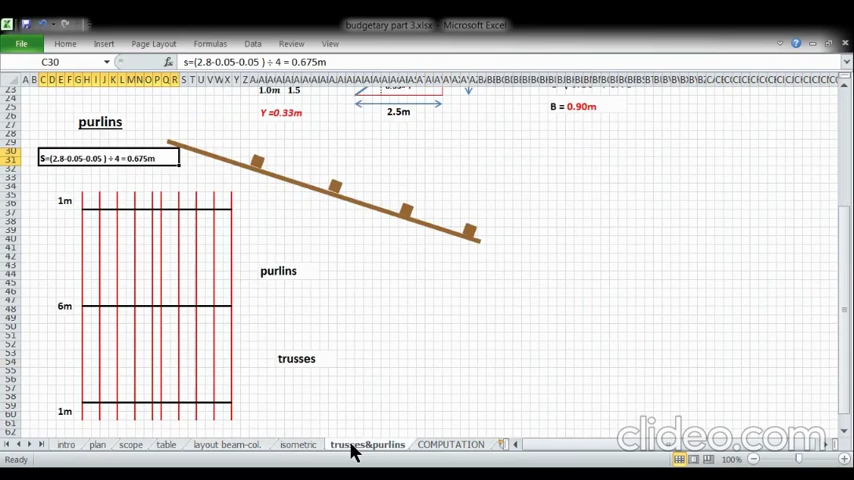 budgetary part 3.xlsx - Microsoft Excel
File Home Insert Page Layout Formulas Data Review View
C30 s=(2.8-0.05-0.05 ) ÷ 4 = 0.675m
1.0m 1.5
2.5m
B = 0.90m
Y =0.33m
purlins
S=(2.8-0.05-0.05 ) ÷ 4 = 0.675m
1m
purlins
6m
trusses
1m
clideo.com
intro plan scope table layout beam-col. isometric trusses&purlins COMPUTATION
Ready 100%